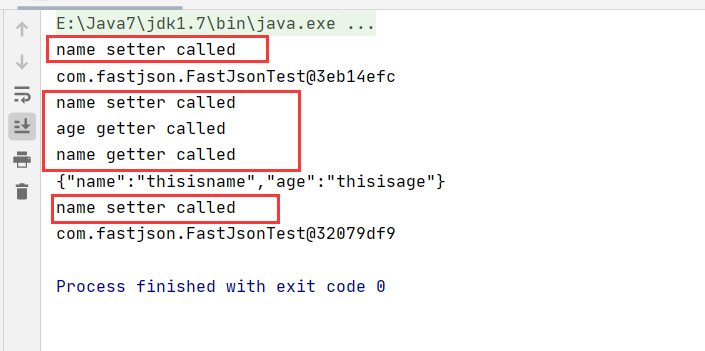 E:\Java7\jdk1.7\bin\java.exe ...
name setter called
com.fastjson.FastJsonTest@3eb14efc
name setter called
age getter called
name getter called
{"name":"thisisname","age":"thisisage"}
name setter called
com.fastjson.FastJsonTest@32079df9
Process finished with exit code 0